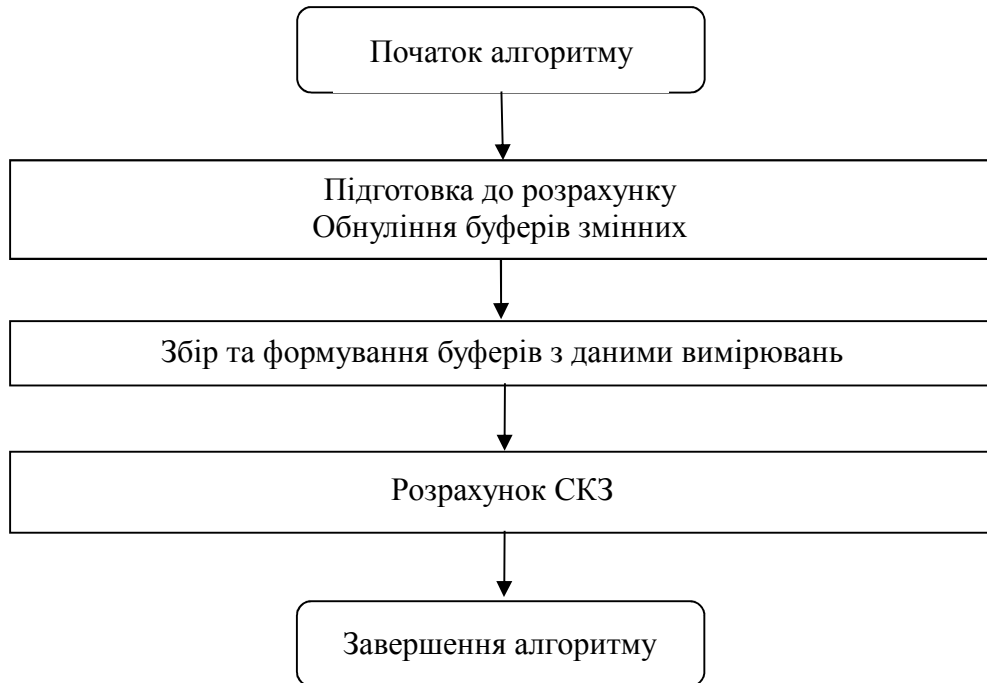 Початок алгоритму
Підготовка до розрахунку
Обнуління буферів змінних
Збір та формування буферів з даними вимірювань
Розрахунок СКЗ
Завершення алгоритму